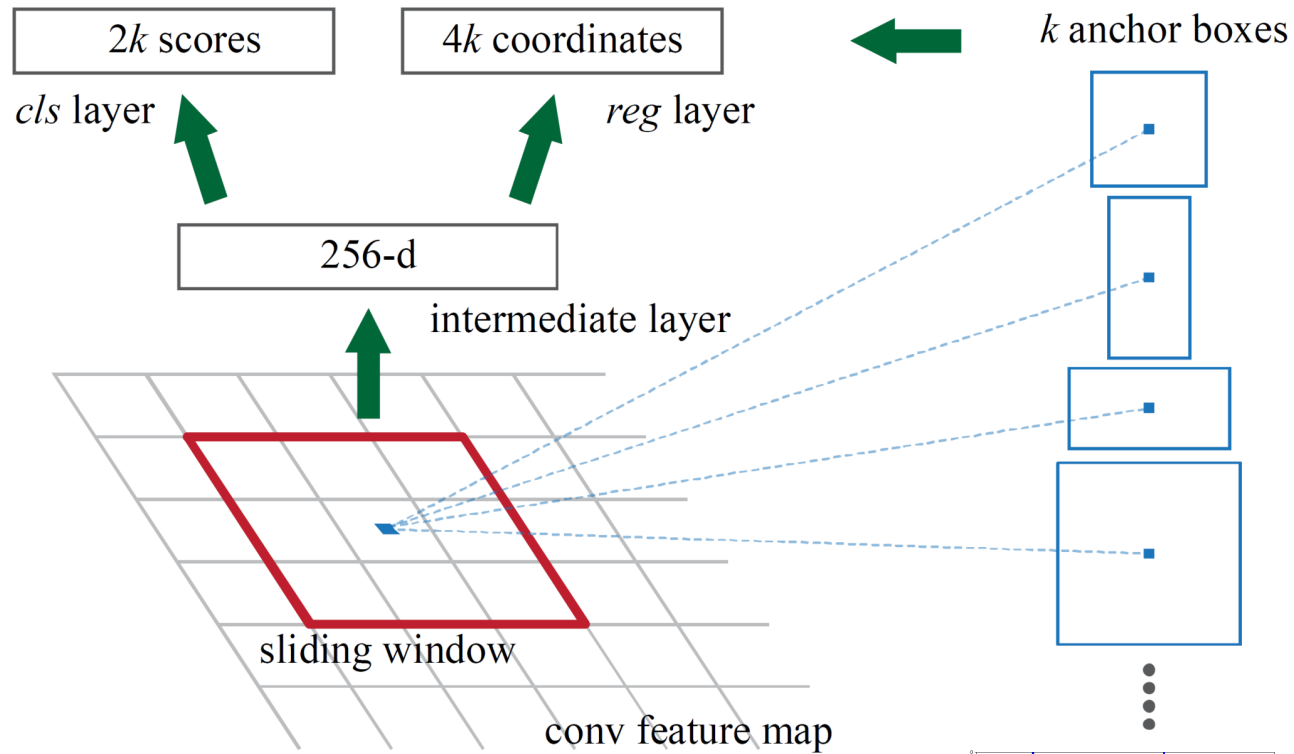 2k scores
4k coordinates
k anchor boxes
cls layer
reg layer
256-d
intermediate layer
sliding window
conv feature map